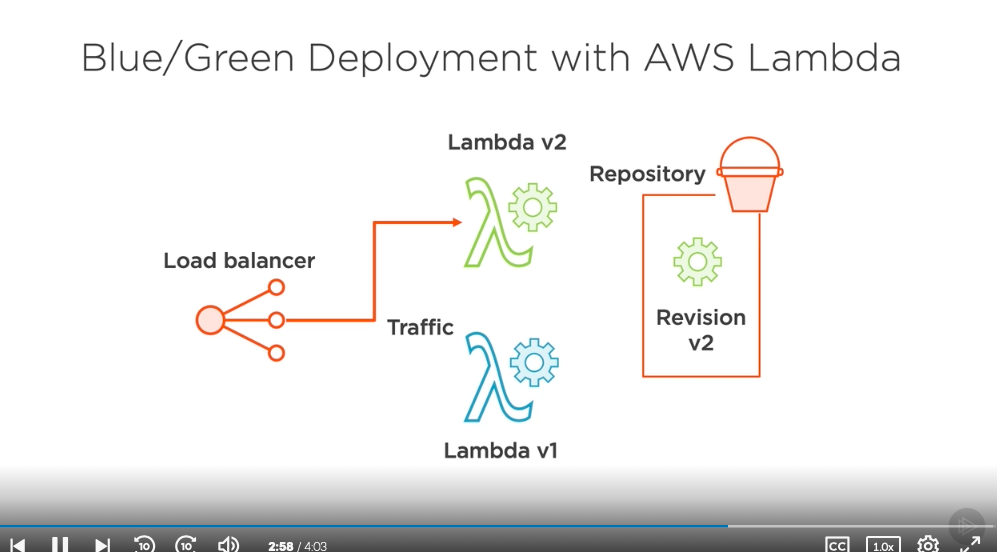 Blue/Green Deployment with AWS Lambda
Lambda v2
Repository
Load balancer
Revision
v2
Traffic
Lambda v1
10
10
2:58 / 4:03
CC
1.0x